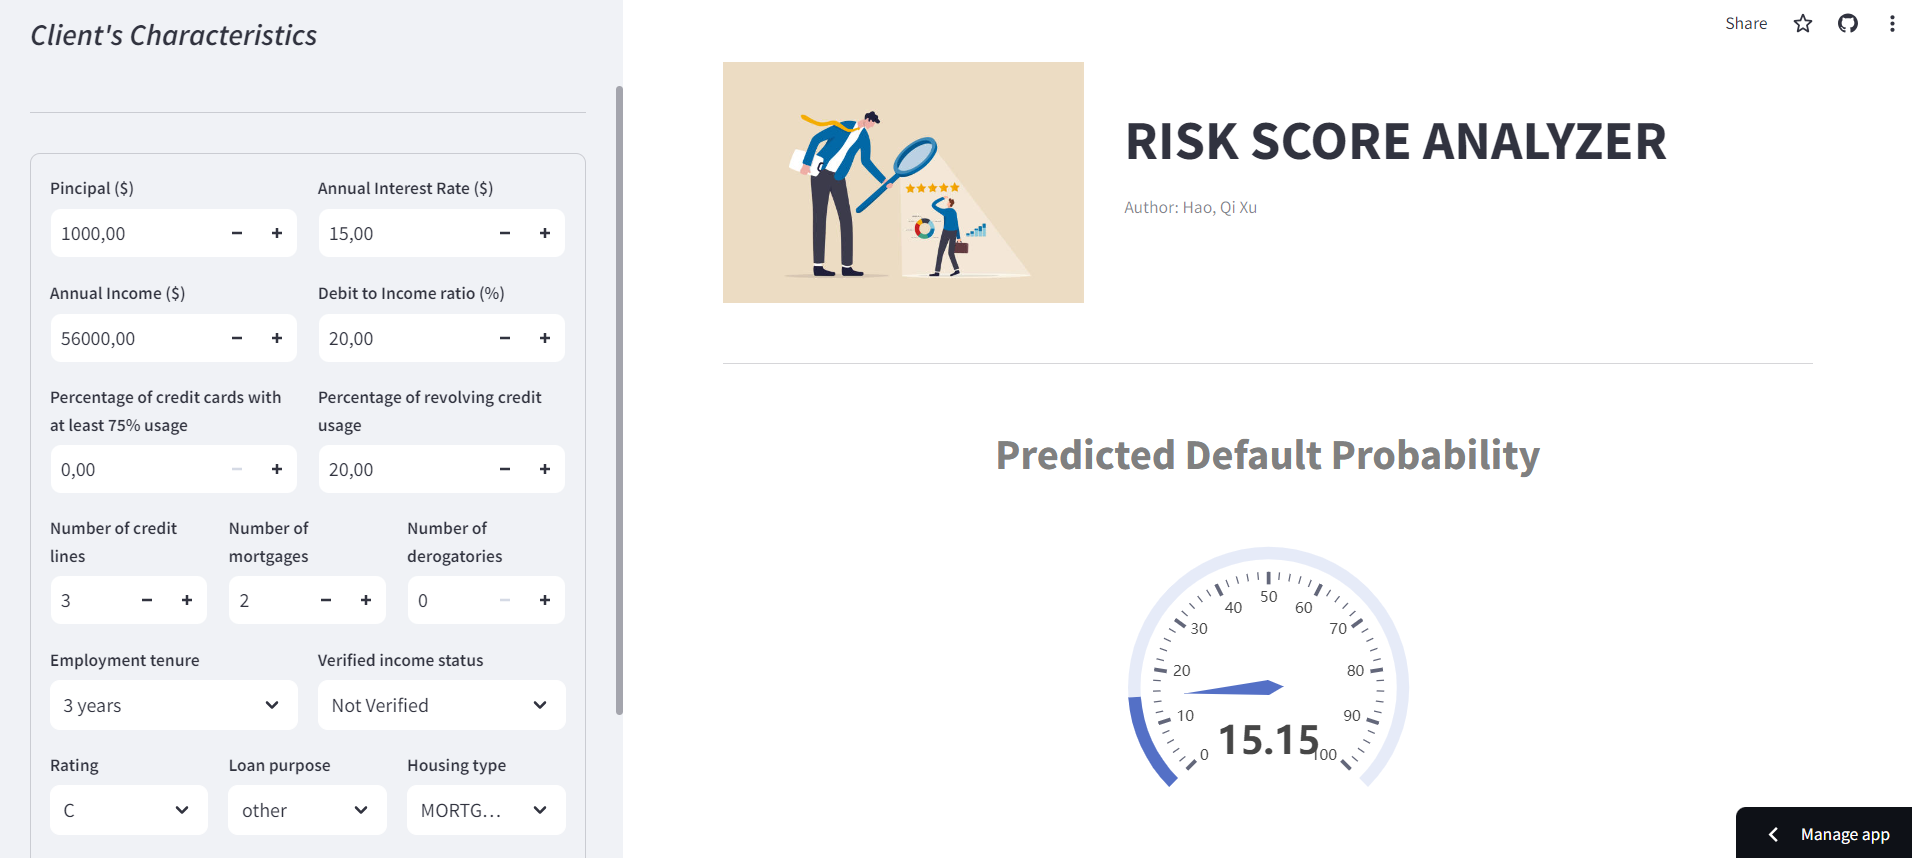 Client's Characteristics
Pincipal ($)
Annual Interest Rate ($)
1000,00
15,00
Annual Income ($)
Debit to Income ratio (%)
56000,00
20,00
Percentage of credit cards with
at least 75% usage
Percentage of revolving credit
usage
0,00
20,00
Number of credit
lines
Number of
mortgages
Number of
derogatories
3
2
0
Employment tenure
Verified income status
3 years
Not Verified
Rating
Loan purpose
Housing type
C
other
MORTG...
Share
RISK SCORE ANALYZER
Author: Hao, Qi Xu
Predicted Default Probability
0
10
20
30
40
50
60
70
80
90
100
15.15
Manage app